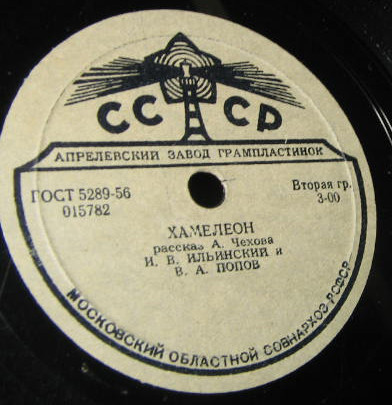 СССР
АПРЕЛЕВСКИЙ ЗАВОД ГРАМПЛАСТИНОК
ГОСТ 5289-56
015782
Вторая гр.
3-00
ХАМЕЛЕОН
рассказ А. Чехова
И. В. ИЛЬИНСКИЙ и
В. А. ПОПОВ
МОСКОВСКИЙ ОБЛАСТНОЙ СОВНАРХОЗ-РСФСР